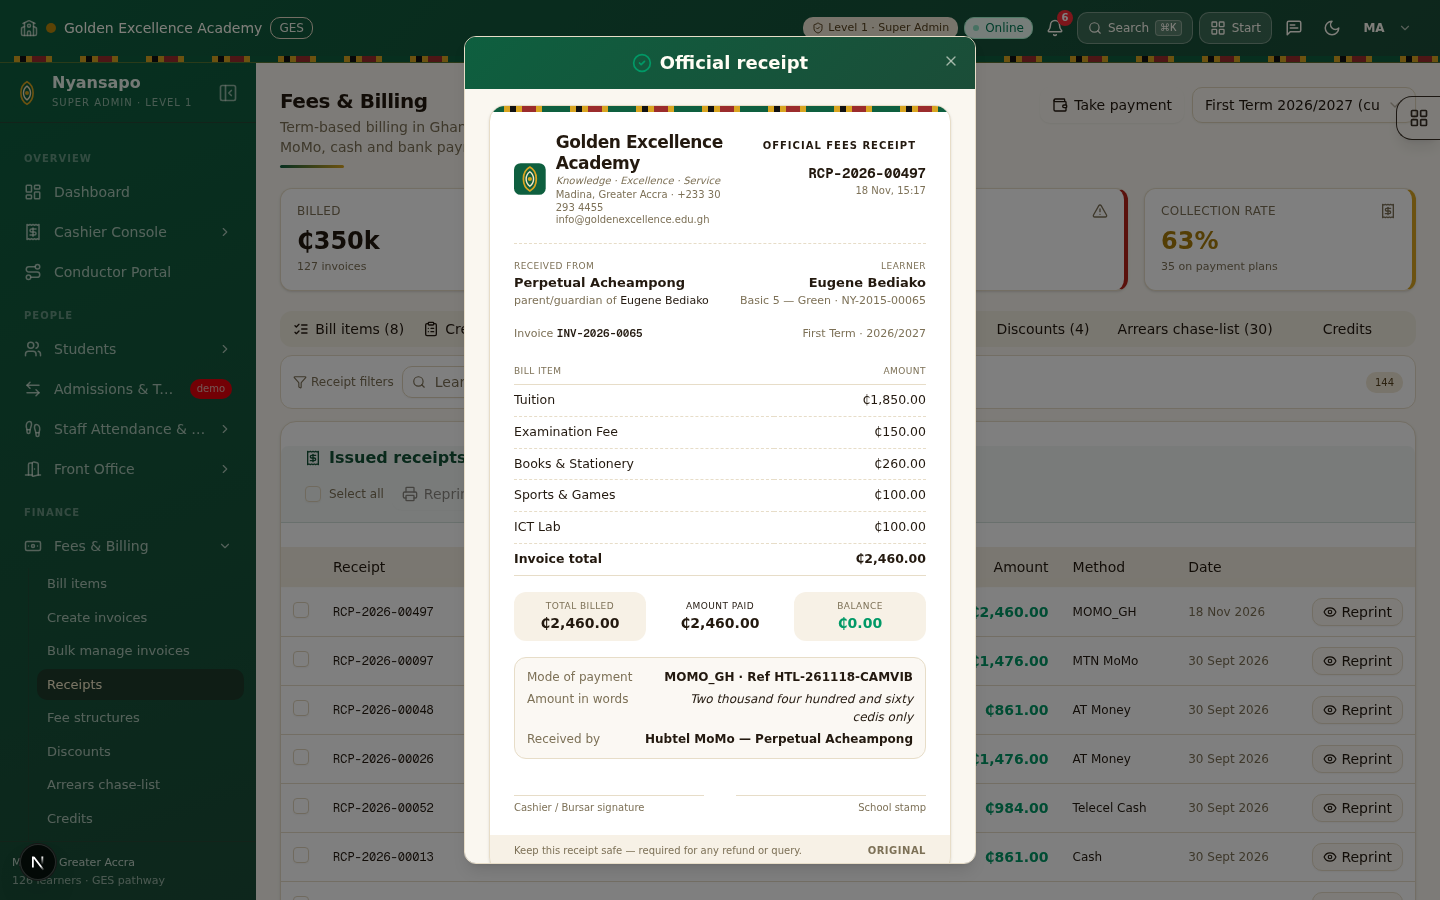 Golden Excellence Academy GES
Level 1 · Super Admin
Online
6
Search ⌘K
Start
MA
Nyansapo
SUPER ADMIN · LEVEL 1
OVERVIEW
Dashboard
Cashier Console
Conductor Portal
PEOPLE
Students
Admissions & T... demo
Staff Attendance & ...
Front Office
FINANCE
Fees & Billing
Bill items
Create invoices
Bulk manage invoices
Receipts
Fee structures
Discounts
Arrears chase-list
Credits
Greater Accra
126 learners · GES pathway
N
Fees & Billing
Term-based billing in
MoMo, cash and bank
Take payment
First Term 2026/2027 (cu
BILLED
₵350k
127 invoices
COLLECTION RATE
63%
35 on payment plans
Bill items (8)
Discounts (4)
Arrears chase-list (30)
Credits
Receipt filters
144
Issued receipts
Select all
Receipt
Amount
Method
Date
RCP-2026-00497
₵2,460.00
MOMO_GH
18 Nov 2026
Reprint
RCP-2026-00097
₵1,476.00
MTN MoMo
30 Sept 2026
Reprint
RCP-2026-00048
₵861.00
AT Money
30 Sept 2026
Reprint
RCP-2026-00026
₵1,476.00
AT Money
30 Sept 2026
Reprint
RCP-2026-00052
₵984.00
Telecel Cash
30 Sept 2026
Reprint
RCP-2026-00013
₵861.00
Cash
30 Sept 2026
Reprint
Official receipt
Golden Excellence
Academy
Knowledge · Excellence · Service
Madina, Greater Accra · +233 30
293 4455
info@goldenexcellence.edu.gh
OFFICIAL FEES RECEIPT
RCP-2026-00497
18 Nov, 15:17
RECEIVED FROM
Perpetual Acheampong
parent/guardian of Eugene Bediako
LEARNER
Eugene Bediako
Basic 5 — Green · NY-2015-00065
Invoice INV-2026-0065
First Term · 2026/2027
BILL ITEM AMOUNT
Tuition ₵1,850.00
Examination Fee ₵150.00
Books & Stationery ₵260.00
Sports & Games ₵100.00
ICT Lab ₵100.00
Invoice total ₵2,460.00
TOTAL BILLED
₵2,460.00
AMOUNT PAID
₵2,460.00
BALANCE
₵0.00
Mode of payment MOMO_GH · Ref HTL-261118-CAMVIB
Amount in words Two thousand four hundred and sixty
cedis only
Received by Hubtel MoMo — Perpetual Acheampong
Cashier / Bursar signature
School stamp
Keep this receipt safe — required for any refund or query.
ORIGINAL